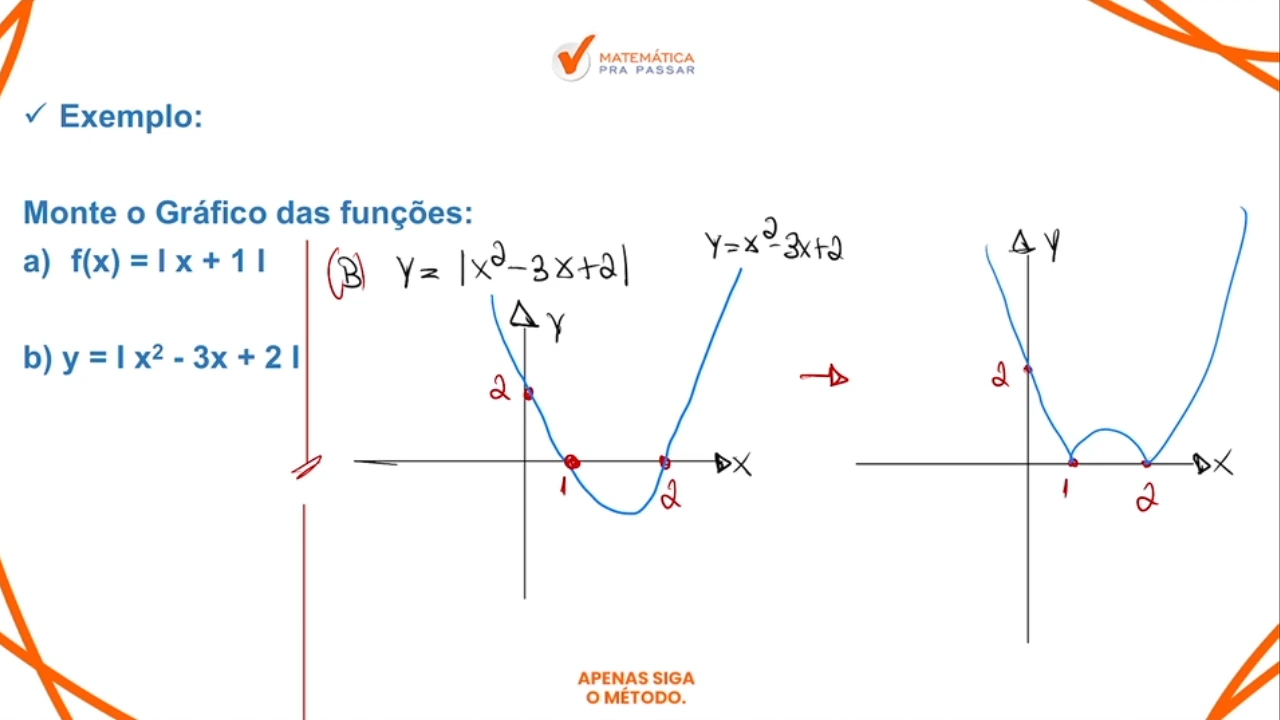 MATEMÁTICA
PRA PASSAR
✓ Exemplo:
Monte o Gráfico das funções:
a) f(x) = l x + 1 l
b) y = l x² - 3x + 2 l
(B) y = |x²-3x+2|
y=x²-3x+2
y
2
1
2
x
y
2
1
2
x
APENAS SIGA
O MÉTODO.